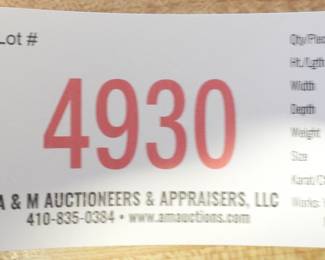 Lot #
4930
A & M AUCTIONEERS & APPRAISERS, LLC
410-835-0384 • www.amauctions.com
Qty/Piec
Ht./Lgth
Width
Depth
Weight
Size
Karat/C
Marks: